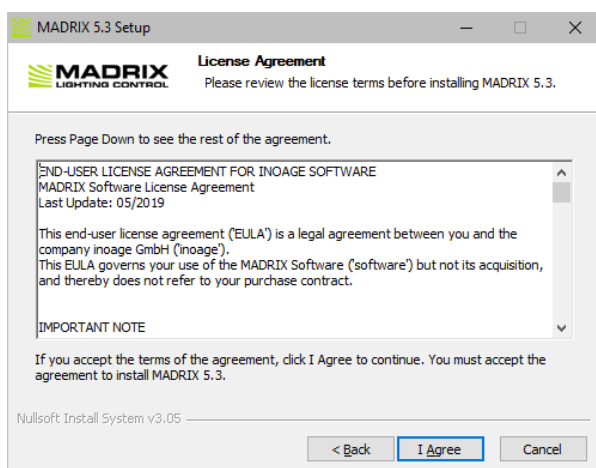 MADRIX 5.3 Setup
MADRIX
LIGHTING CONTROL
License Agreement
Please review the license terms before installing MADRIX 5.3.
Press Page Down to see the rest of the agreement.
END-USER LICENSE AGREEMENT FOR INOAGE SOFTWARE
MADRIX Software License Agreement
Last Update: 05/2019
This end-user license agreement ('EULA') is a legal agreement between you and the
company inoage GmbH ('inoage').
This EULA governs your use of the MADRIX Software ('software') but not its acquisition,
and thereby does not refer to your purchase contract.
IMPORTANT NOTE
If you accept the terms of the agreement, click I Agree to continue. You must accept the
agreement to install MADRIX 5.3.
Nullsoft Install System v3.05
< Back
I Agree
Cancel